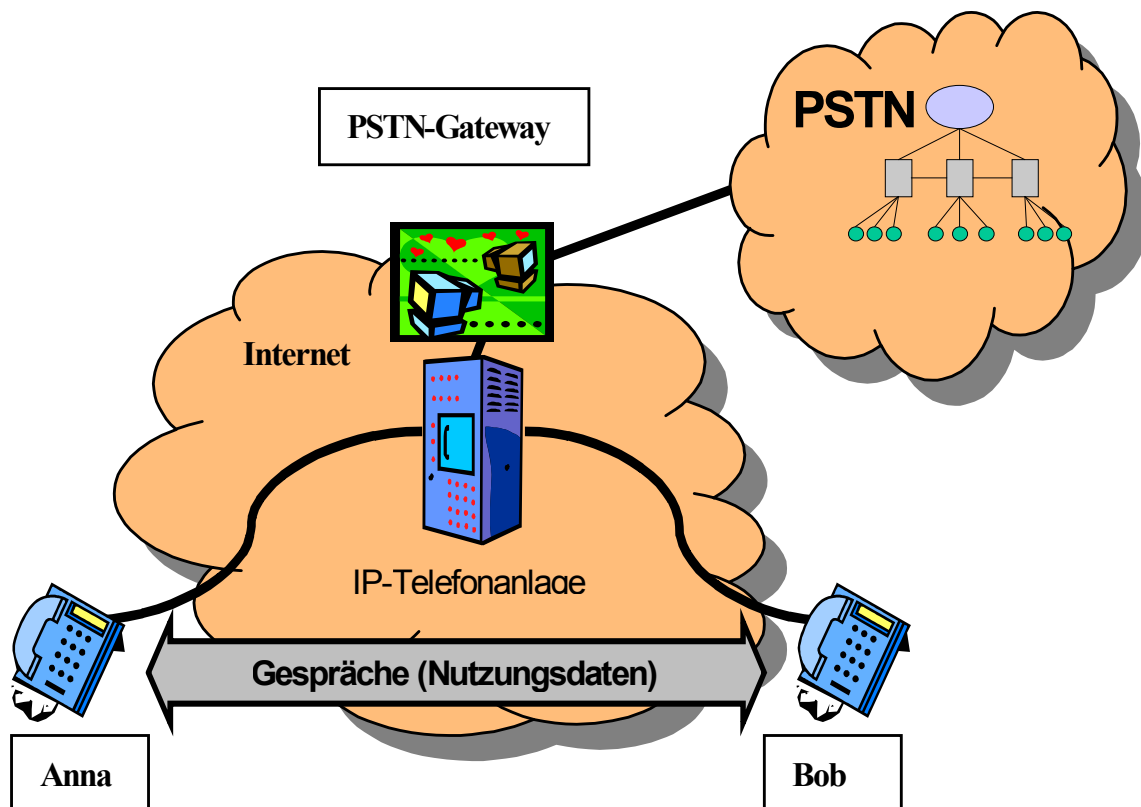 PSTN-Gateway
PSTN
Internet
IP-Telefonanlage
Gespräche (Nutzungsdaten)
Anna
Bob